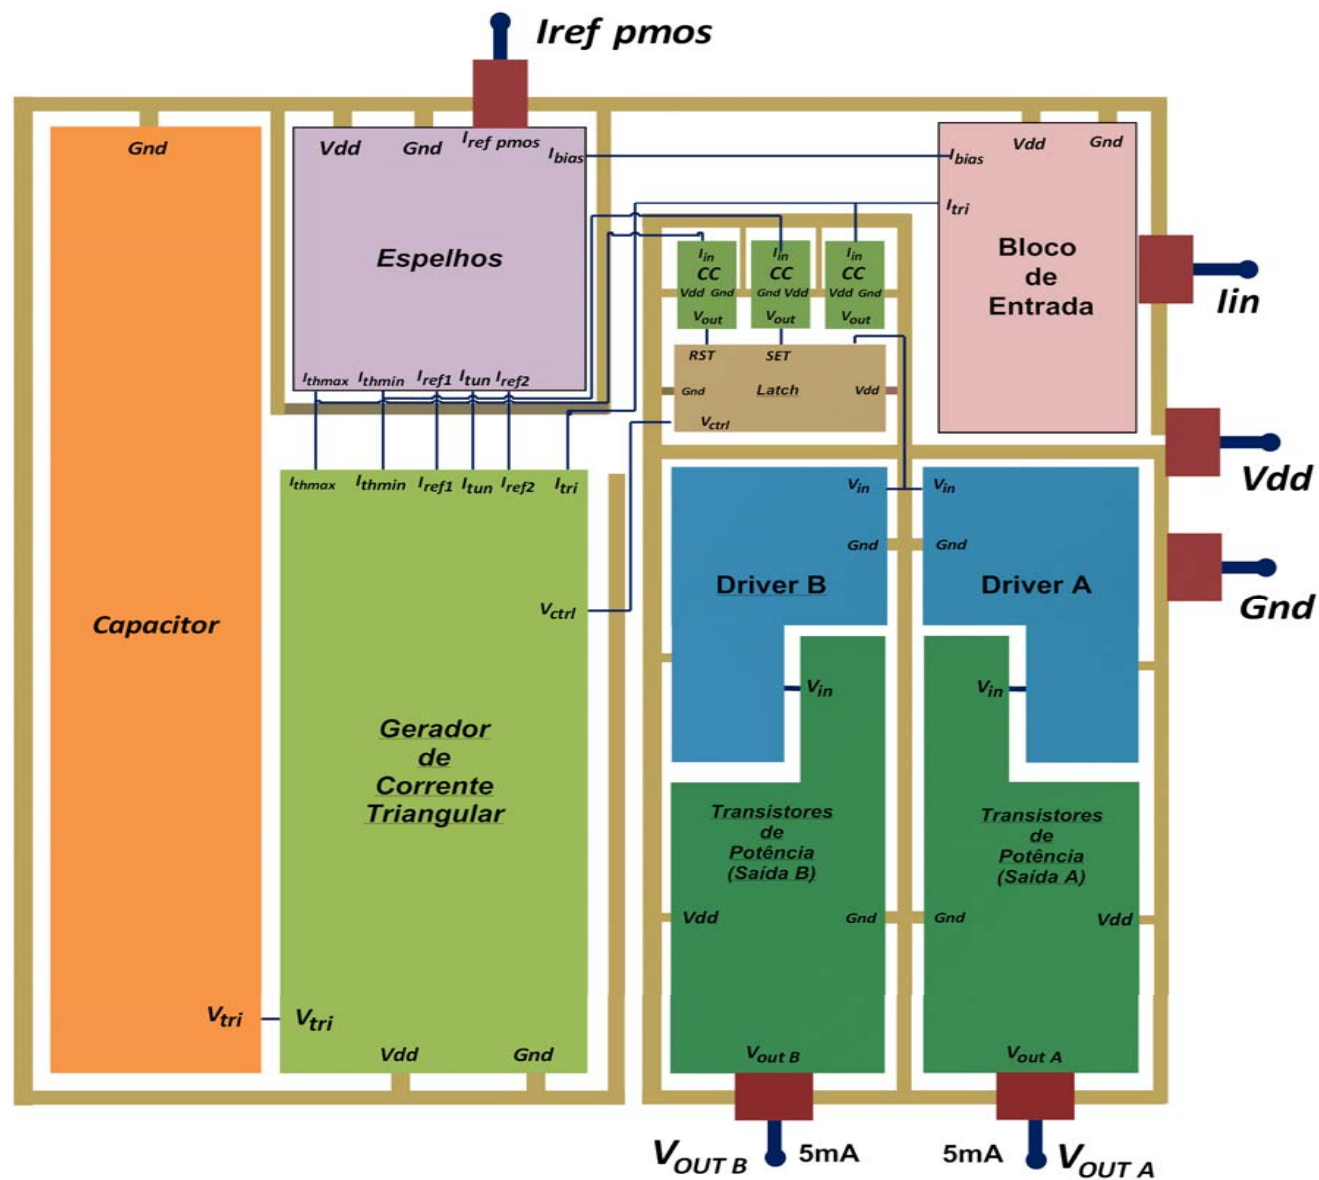 Iref pmos
Gnd
Vdd
Gnd
Iref pmos
Ibias
Espelhos
Ithmax Ithmin Iref1 Itun Iref2
Ibias
Vdd
Gnd
Itri
Bloco
de
Entrada
Iin
Iin
CC
Vdd Gnd
Vout
Iin
CC
Gnd Vdd
Vout
Iin
CC
Vdd Gnd
Vout
RST
SET
Gnd
Latch
Vdd
Vctrl
Vdd
Gnd
Capacitor
Vtri
Ithmax Ithmin Iref1 Itun Iref2 Itri
Vctrl
Gerador
de
Corrente
Triangular
Vtri
Vdd
Gnd
Vin
Gnd
Driver B
Vin
Gnd
Driver A
Vin
Transistores
de
Potência
(Saída B)
Vdd
Gnd
Vout B
Vin
Transistores
de
Potência
(Saída A)
Gnd
Vdd
Vout A
VOUT B
5mA
5mA
VOUT A